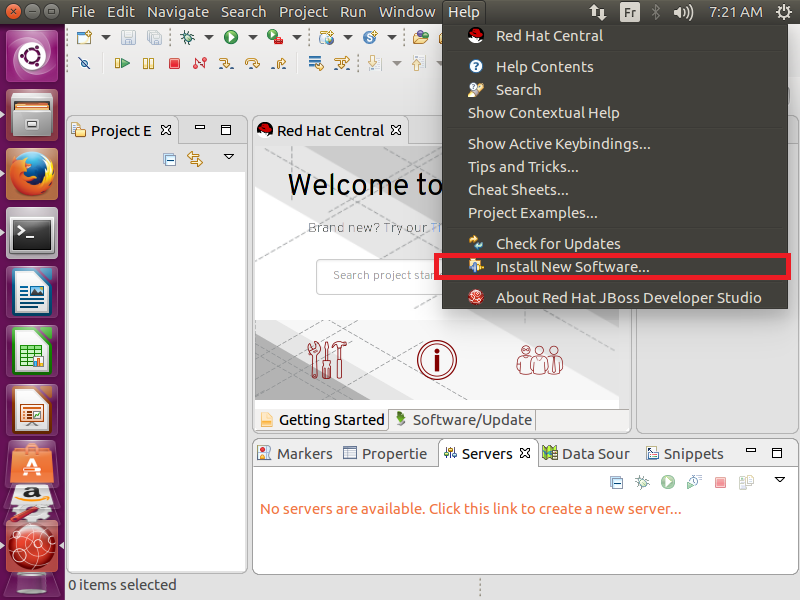 File Edit Navigate Search Project Run Window Help Fr 7:21 AM
Red Hat Central
Help Contents
Search
Show Contextual Help
Show Active Keybindings...
Tips and Tricks...
Cheat Sheets...
Project Examples...
Check for Updates
Install New Software...
About Red Hat JBoss Developer Studio
Project E
Red Hat Central
Welcome to
Brand new? Try our
Search project star
Getting Started Software/Update
Markers Propertie Servers Data Sour Snippets
No servers are available. Click this link to create a new server...
0 items selected